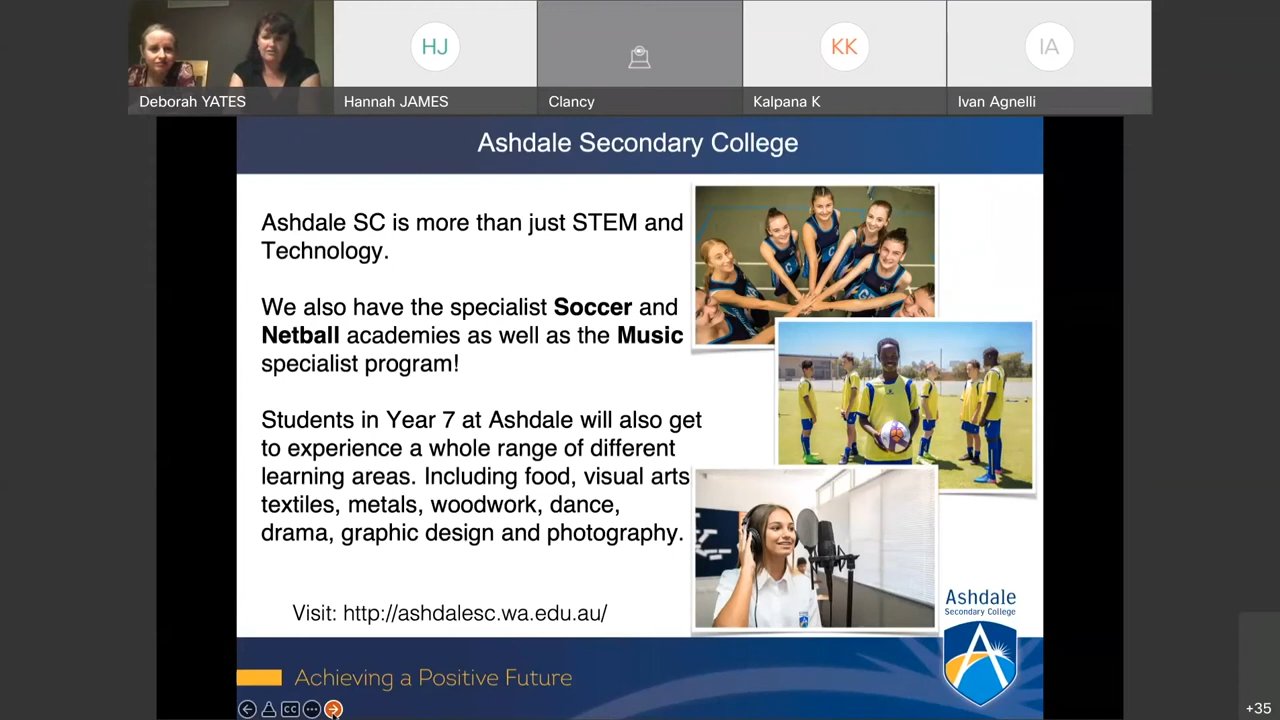 HJ
KK
IA
Deborah YATES
Hannah JAMES
Clancy
Kalpana K
Ivan Agnelli
Ashdale Secondary College
Ashdale SC is more than just STEM and
Technology.
We also have the specialist Soccer and
Netball academies as well as the Music
specialist program!
Students in Year 7 at Ashdale will also get
to experience a whole range of different
learning areas. Including food, visual arts
textiles, metals, woodwork, dance,
drama, graphic design and photography.
Visit: http://ashdalesc.wa.edu.au/
Ashdale
Secondary College
Achieving a Positive Future
CC
+35